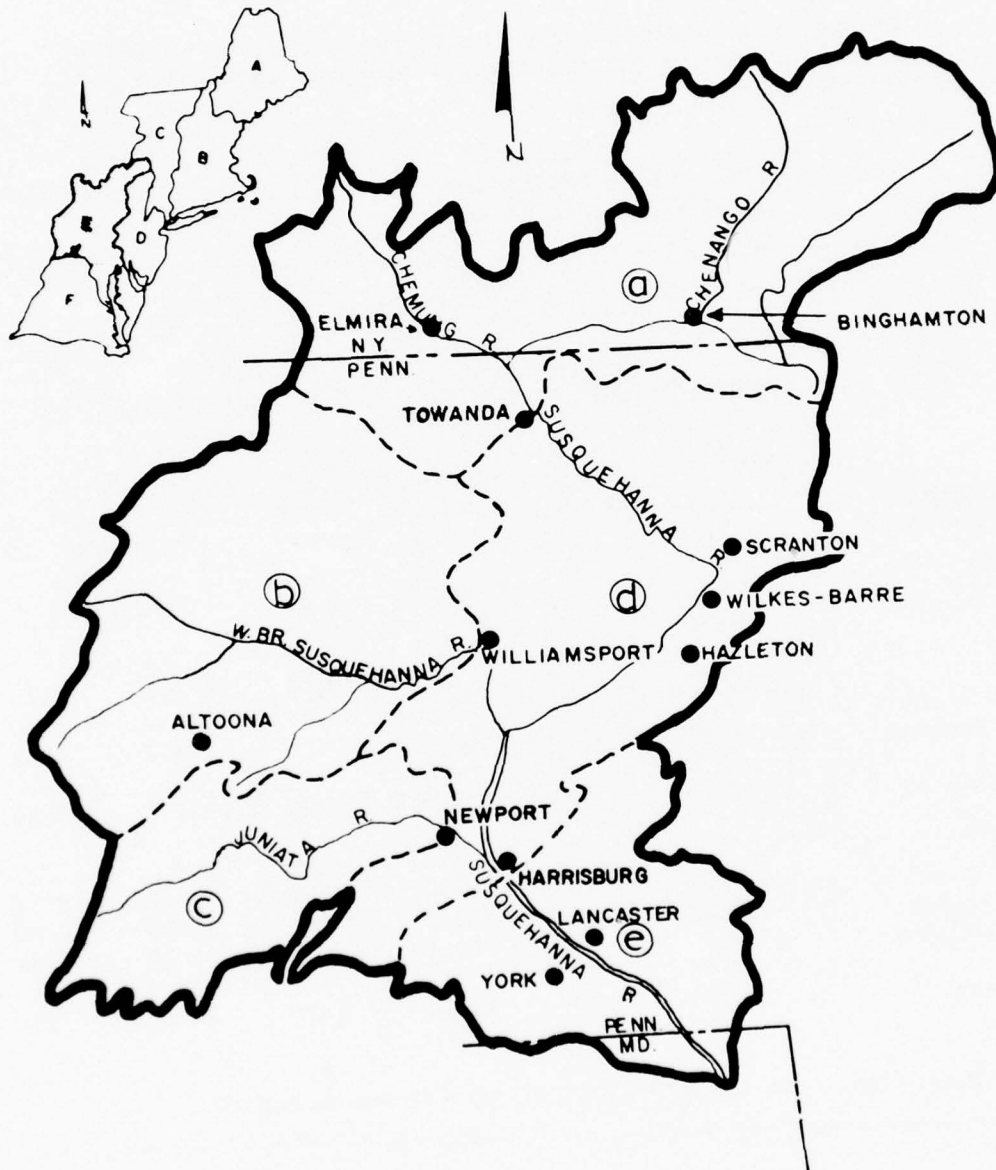 A
N
C
B
E
D
F
N
CHENANGO R
CHEMUNG R
a
ELMIRA
BINGHAMTON
NY
PENN.
TOWANDA
SUSQUEHANNA R
SCRANTON
b
d
WILKES-BARRE
W. BR. SUSQUEHANNA R.
WILLIAMSPORT
HAZLETON
ALTOONA
NEWPORT
JUNIATA R
HARRISBURG
SUSQUEHANNA R
c
LANCASTER
e
YORK
PENN
MD.